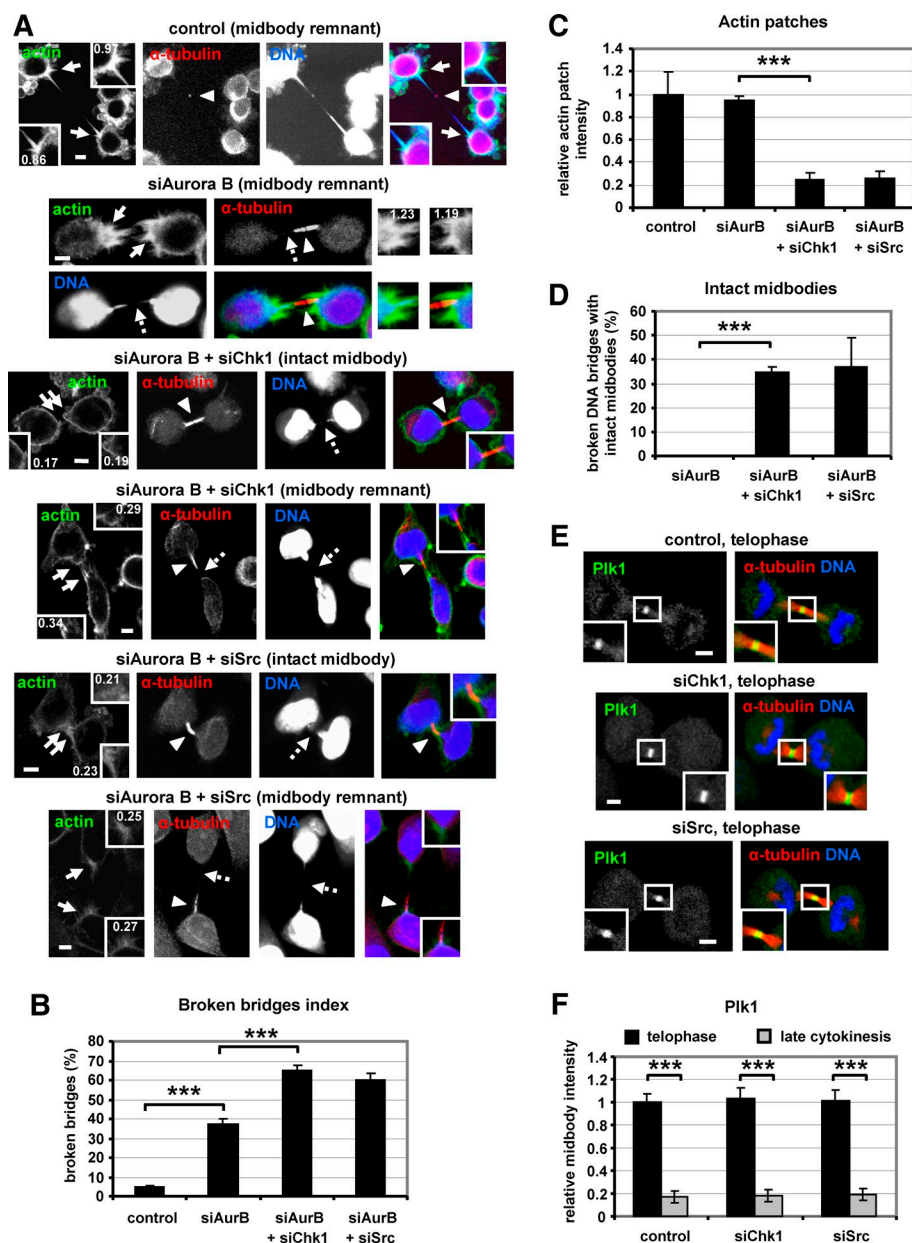 A
control (midbody remnant)
actin
0.97
0.86
α-tubulin
DNA
siAurora B (midbody remnant)
actin
α-tubulin
1.23
1.19
DNA
siAurora B + siChk1 (intact midbody)
actin
0.17
0.19
α-tubulin
DNA
siAurora B + siChk1 (midbody remnant)
actin
0.29
0.34
α-tubulin
DNA
siAurora B + siSrc (intact midbody)
actin
0.21
0.23
α-tubulin
DNA
siAurora B + siSrc (midbody remnant)
actin
0.25
0.27
α-tubulin
DNA
B
Broken bridges index
broken bridges (%)
80
70
60
50
40
30
20
10
0
***
***
control
siAurB
siAurB
+ siChk1
siAurB
+ siSrc
C
Actin patches
relative actin patch
intensity
1.4
1.2
1
0.8
0.6
0.4
0.2
0
***
control
siAurB
siAurB
+ siChk1
siAurB
+ siSrc
D
Intact midbodies
broken DNA bridges with
intact midbodies (%)
60
50
40
30
20
10
0
***
siAurB
siAurB
+ siChk1
siAurB
+ siSrc
E
control, telophase
Plk1
α-tubulin DNA
siChk1, telophase
Plk1
α-tubulin DNA
siSrc, telophase
Plk1
α-tubulin DNA
F
Plk1
telophase
late cytokinesis
relative midbody intensity
1.4
1.2
1
0.8
0.6
0.4
0.2
0
***
***
***
control
siChk1
siSrc